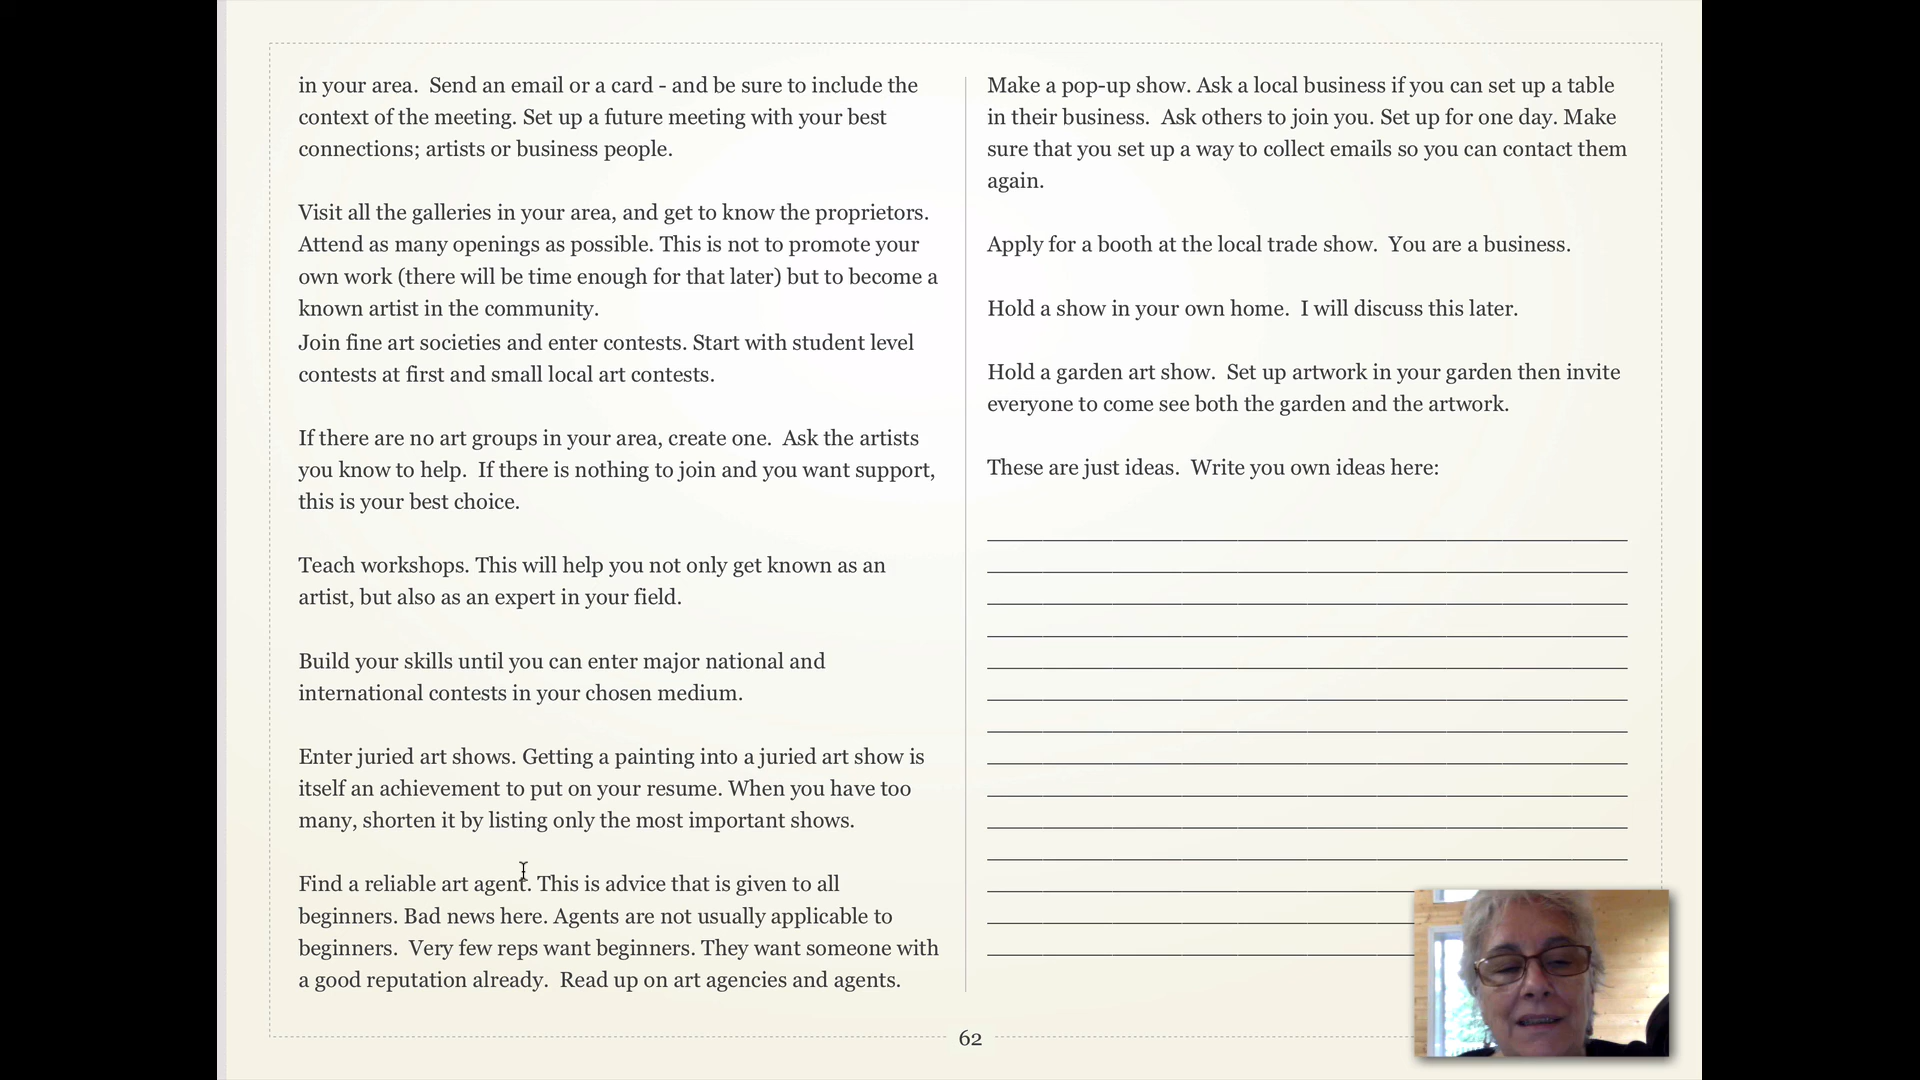 in your area.  Send an email or a card - and be sure to include the
context of the meeting. Set up a future meeting with your best
connections; artists or business people.
Visit all the galleries in your area, and get to know the proprietors.
Attend as many openings as possible. This is not to promote your
own work (there will be time enough for that later) but to become a
known artist in the community.
Join fine art societies and enter contests. Start with student level
contests at first and small local art contests.
If there are no art groups in your area, create one.  Ask the artists
you know to help.  If there is nothing to join and you want support,
this is your best choice.
Teach workshops. This will help you not only get known as an
artist, but also as an expert in your field.
Build your skills until you can enter major national and
international contests in your chosen medium.
Enter juried art shows. Getting a painting into a juried art show is
itself an achievement to put on your resume. When you have too
many, shorten it by listing only the most important shows.
Find a reliable art agent. This is advice that is given to all
beginners. Bad news here. Agents are not usually applicable to
beginners.  Very few reps want beginners. They want someone with
a good reputation already.  Read up on art agencies and agents.
Make a pop-up show. Ask a local business if you can set up a table
in their business.  Ask others to join you. Set up for one day. Make
sure that you set up a way to collect emails so you can contact them
again.
Apply for a booth at the local trade show.  You are a business.
Hold a show in your own home.  I will discuss this later.
Hold a garden art show.  Set up artwork in your garden then invite
everyone to come see both the garden and the artwork.
These are just ideas.  Write you own ideas here:
62